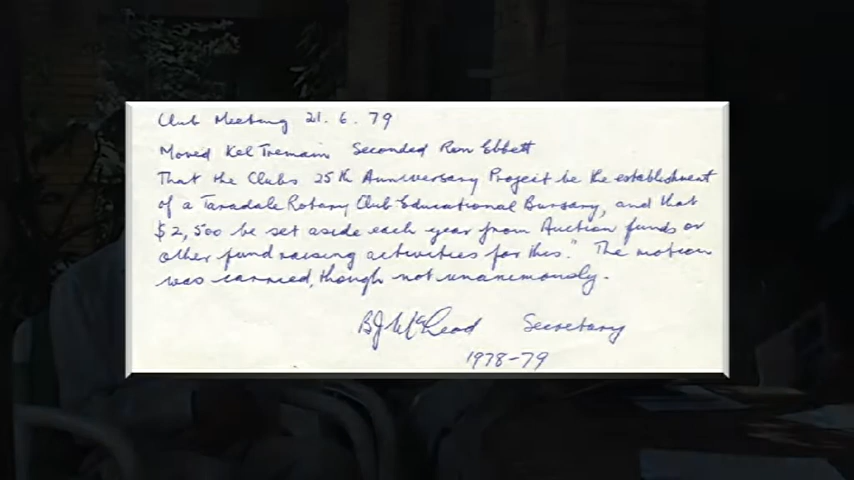 Club Meeting 21. 6. 79
Moved Kel Tremain Seconded Ron Ebbett
That the Clubs 25th Anniversary Project be the establishment
of a Taradale Rotary Club Educational Bursary, and that
$2,500 be set aside each year from Auction funds or
other fund raising activities for this." The motion
was carried, though not unanimously.
BJ McLeod Secretary
1978-79